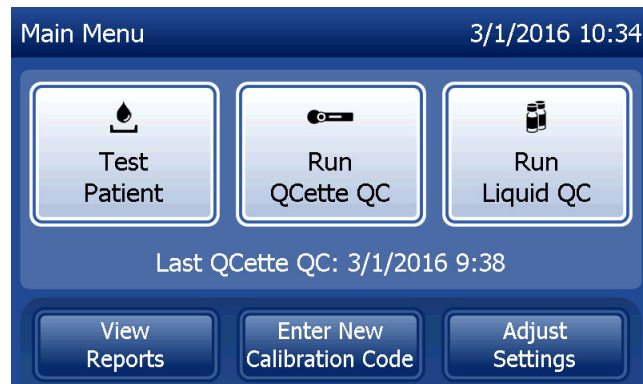 Main Menu 3/1/2016 10:34
Test
Patient
Run
QCette QC
Run
Liquid QC
Last QCette QC: 3/1/2016 9:38
View
Reports
Enter New
Calibration Code
Adjust
Settings